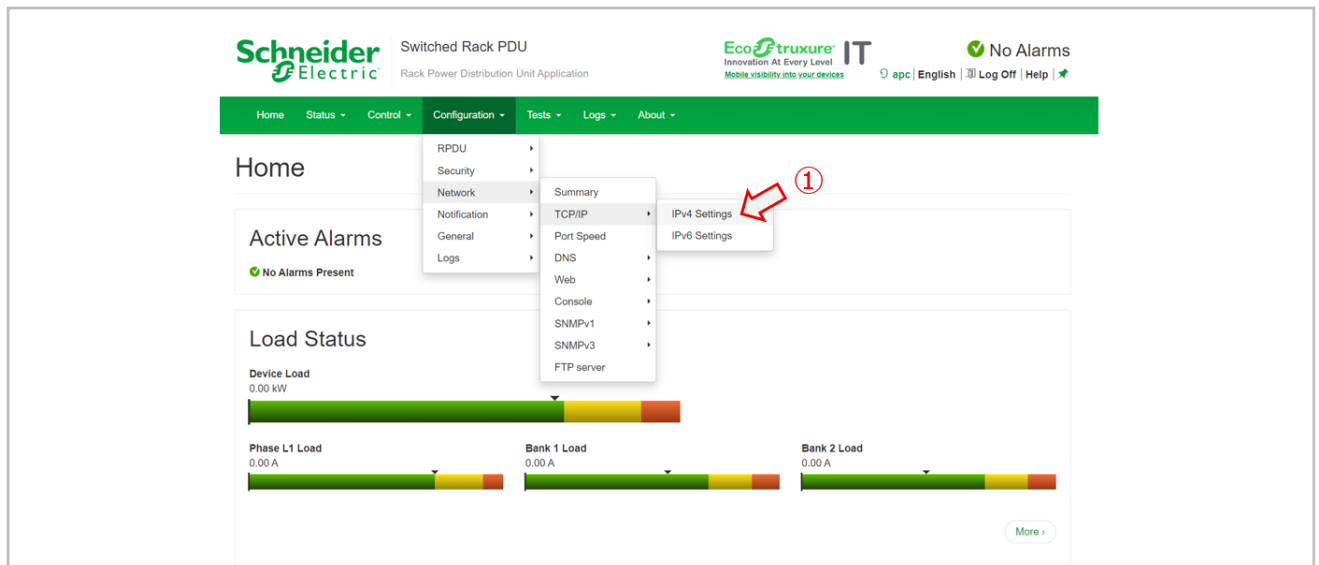 Schneider Electric
Switched Rack PDU
Rack Power Distribution Unit Application
EcoStruxure IT
Innovation At Every Level
Mobile visibility into your devices
No Alarms
apc | English | Log Off | Help |
Home Status Control Configuration Tests Logs About
RPDU
Security
Network
Notification
General
Logs
Summary
TCP/IP
Port Speed
DNS
Web
Console
SNMPv1
SNMPv3
FTP server
IPv4 Settings
IPv6 Settings
①
Home
Active Alarms
No Alarms Present
Load Status
Device Load
0.00 kW
Phase L1 Load
0.00 A
Bank 1 Load
0.00 A
Bank 2 Load
0.00 A
More ›